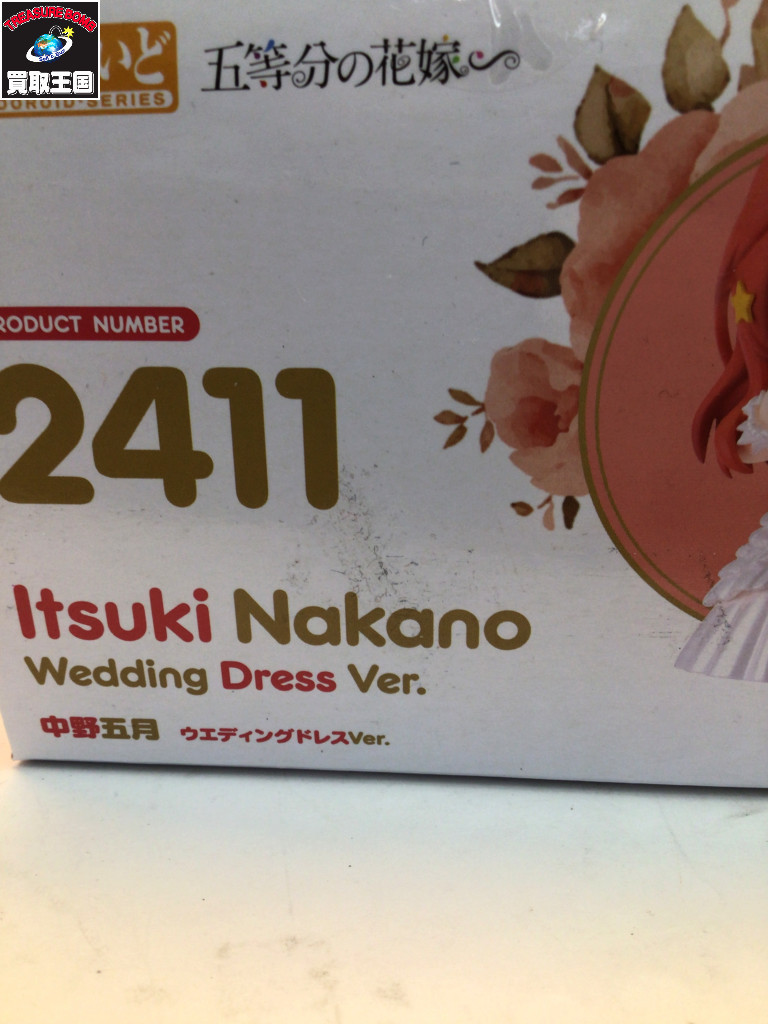 TREASURE BOMB
買取王国
いど
OROID·SERIES
五等分の花嫁
RODUCT NUMBER
2411
Itsuki Nakano
Wedding Dress Ver.
中野五月 ウエディングドレスVer.